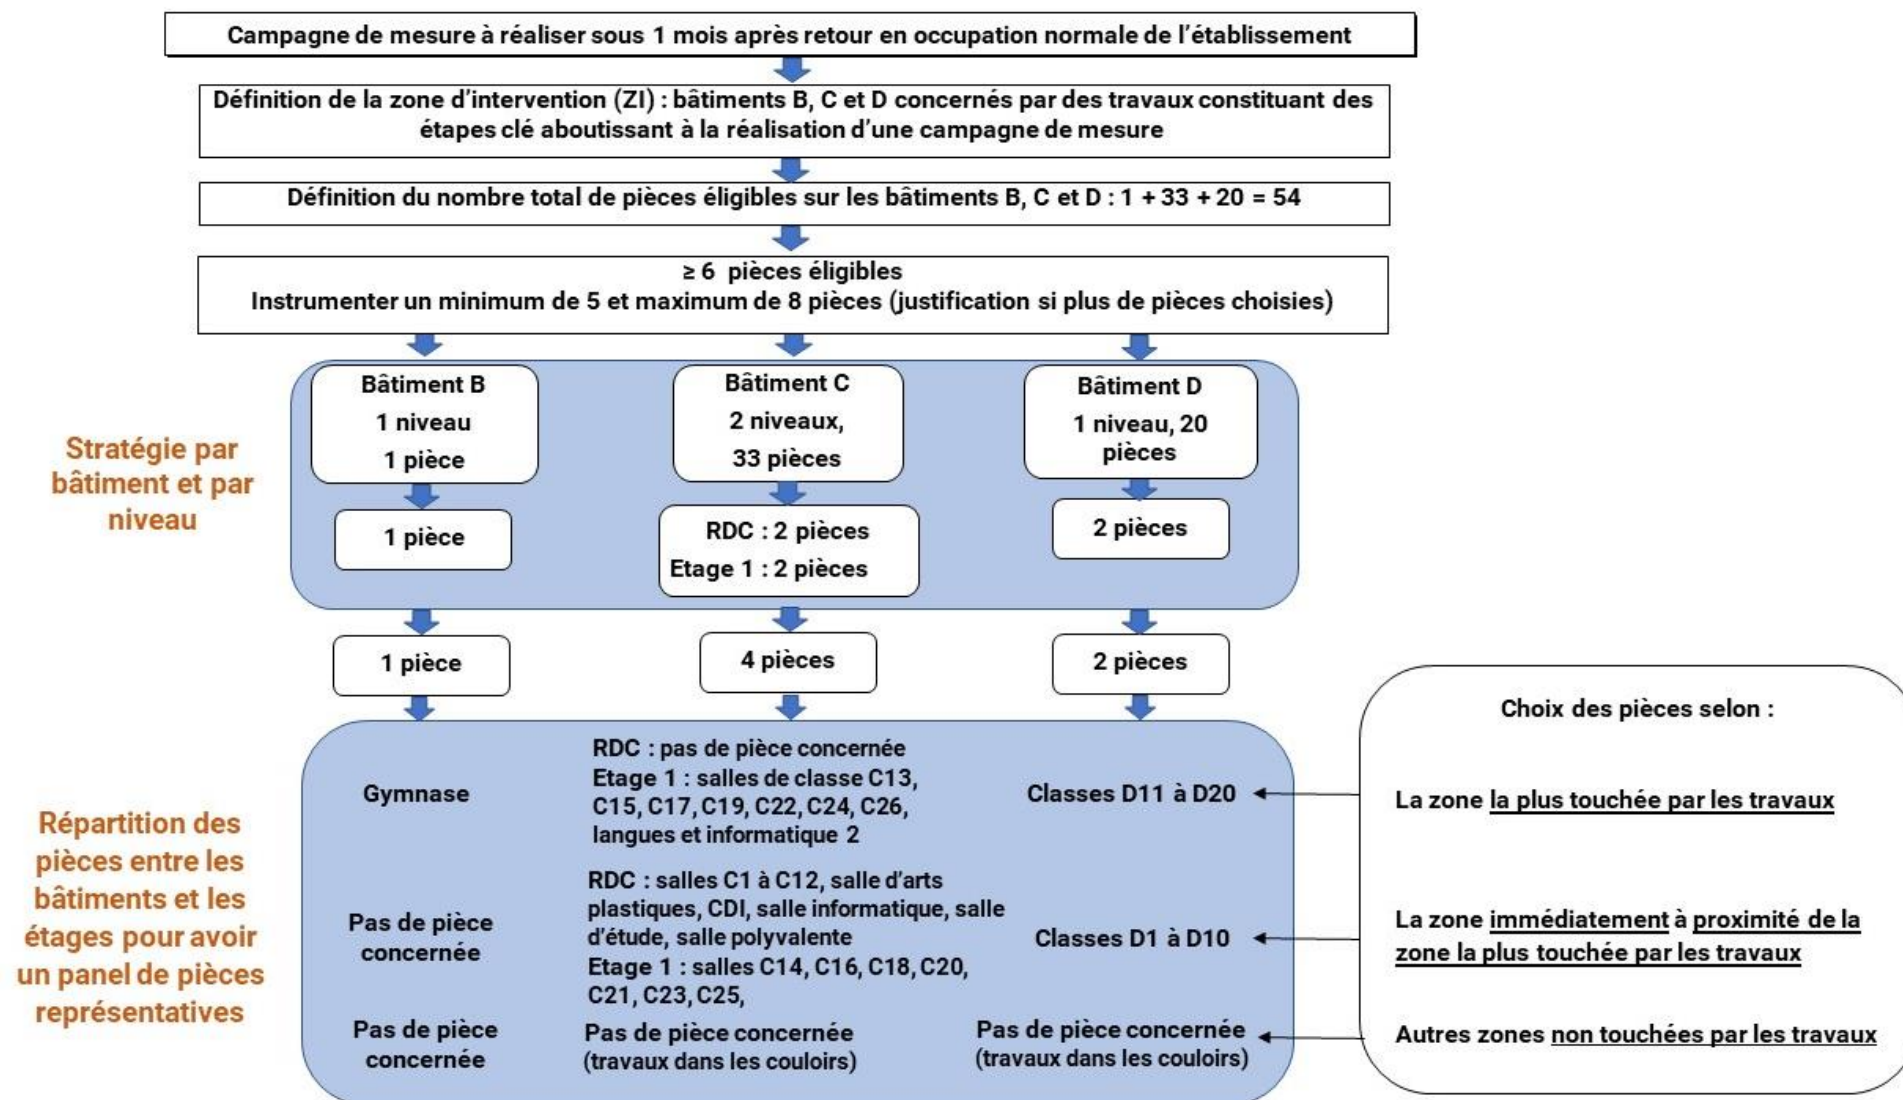 Campagne de mesure à réaliser sous 1 mois après retour en occupation normale de l'établissement
Définition de la zone d'intervention (ZI) : bâtiments B, C et D concernés par des travaux constituant des
étapes clé aboutissant à la réalisation d'une campagne de mesure
Définition du nombre total de pièces éligibles sur les bâtiments B, C et D : 1 + 33 + 20 = 54
≥ 6 pièces éligibles
Instrumenter un minimum de 5 et maximum de 8 pièces (justification si plus de pièces choisies)
Stratégie par
bâtiment et par
niveau
Bâtiment B
1 niveau
1 pièce
Bâtiment C
2 niveaux,
33 pièces
Bâtiment D
1 niveau, 20
pièces
1 pièce
RDC : 2 pièces
Etage 1 : 2 pièces
2 pièces
1 pièce
4 pièces
2 pièces
Répartition des
pièces entre les
bâtiments et les
étages pour avoir
un panel de pièces
représentatives
Gymnase
RDC : pas de pièce concernée
Etage 1 : salles de classe C13,
C15, C17, C19, C22, C24, C26,
langues et informatique 2
Classes D11 à D20
Pas de pièce
concernée
RDC : salles C1 à C12, salle d'arts
plastiques, CDI, salle informatique, salle
d'étude, salle polyvalente
Etage 1 : salles C14, C16, C18, C20,
C21, C23, C25,
Classes D1 à D10
Pas de pièce
concernée
Pas de pièce concernée
(travaux dans les couloirs)
Pas de pièce concernée
(travaux dans les couloirs)
Choix des pièces selon :
La zone la plus touchée par les travaux
La zone immédiatement à proximité de la
zone la plus touchée par les travaux
Autres zones non touchées par les travaux